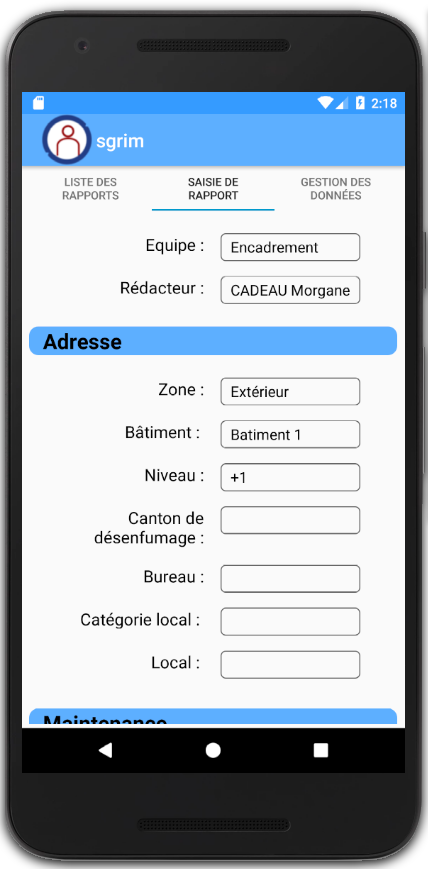 2:18
sgrim
LISTE DES RAPPORTS
SAISIE DE RAPPORT
GESTION DES DONNÉES
Equipe : Encadrement
Rédacteur : CADEAU Morgane
Adresse
Zone : Extérieur
Bâtiment : Batiment 1
Niveau : +1
Canton de
désenfumage :
Bureau :
Catégorie local :
Local :
Maintenance